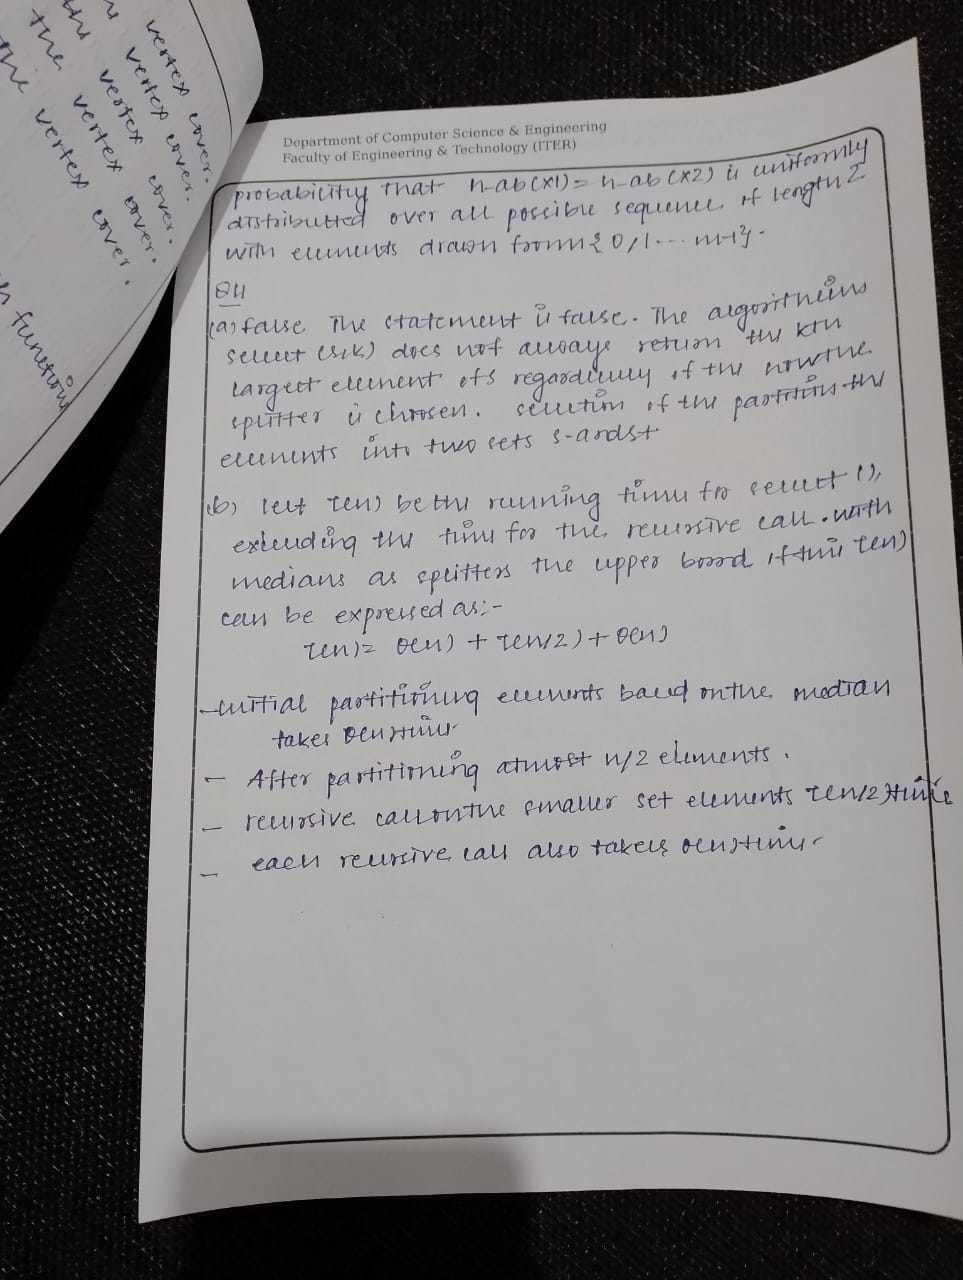 vertex cover.
vertex cover.
vertex cover.
the vertex cover.
the vertex cover.
function
Department of Computer Science & Engineering
Faculty of Engineering & Technology (ITER)
probability that h-ab(x1) = h-ab(x2) is uniformly
distributted over all possible sequence of length 2
with elements drawn from {0,1... m-1}.
Q4
(a) false The statement is false. The algorithms
select (s,k) does not always return the kth
largest element of s regardlessly of the how the
splitter is chosen. selection of the partition the
elements into two sets s- and s+
(b) let T(n) be the running time for select (),
excluding the time for the recursive call. with
medians as splitters the upper bound of this T(n)
can be expressed as:-
T(n) = O(n) + T(n/2) + O(n)
- initial partitioning elements based on the median
takes O(n) time
- After partitioning atmost n/2 elements.
- recursive call on the smaller set elements T(n/2) time
- each recursive call also takes O(n) time